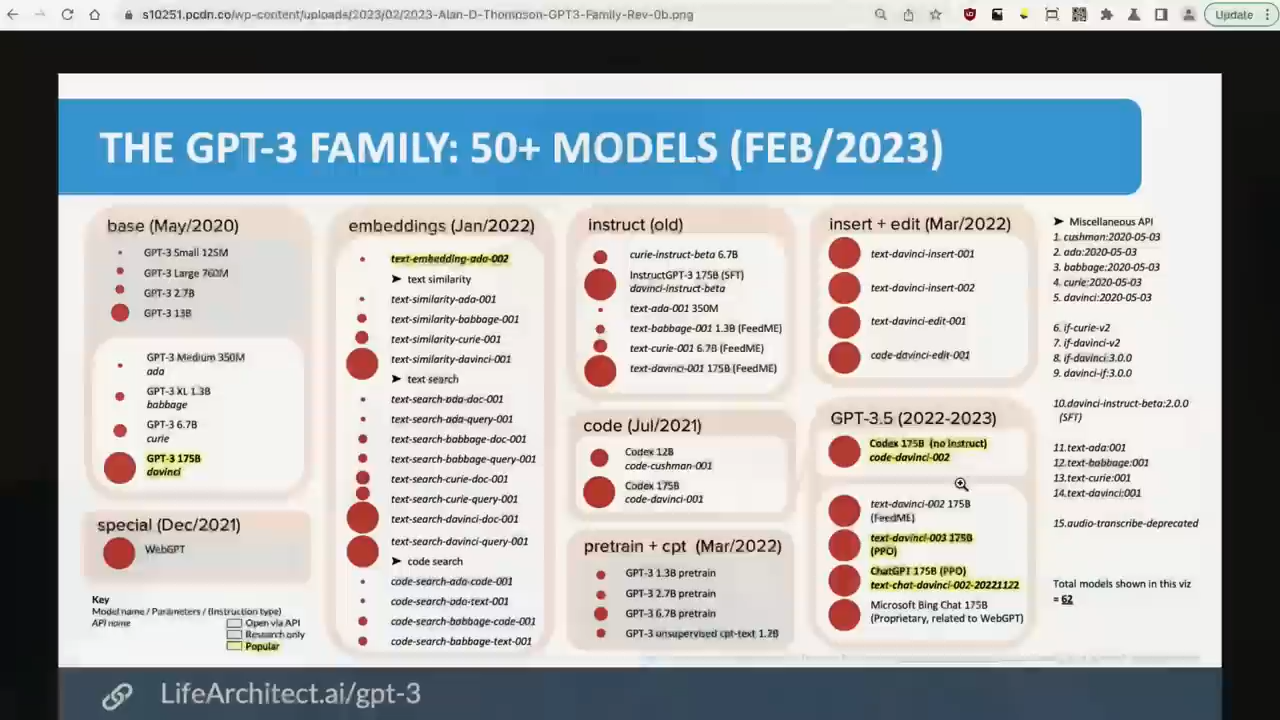 s10251.pcdn.co/wp-content/uploads/2023/02/2023-Alan-D-Thompson-GPT3-Family-Rev-0b.png
Update
THE GPT-3 FAMILY: 50+ MODELS (FEB/2023)
base (May/2020)
GPT-3 Small 125M
GPT-3 Large 760M
GPT-3 2.7B
GPT-3 13B
GPT-3 Medium 350M
ada
GPT-3 XL 1.3B
babbage
GPT-3 6.7B
curie
GPT-3 175B
davinci
special (Dec/2021)
WebGPT
Key
Model name / Parameters / (Instruction type)
API name
Open via API
Research only
Popular
embeddings (Jan/2022)
text-embedding-ada-002
➤ text similarity
text-similarity-ada-001
text-similarity-babbage-001
text-similarity-curie-001
text-similarity-davinci-001
➤ text search
text-search-ada-doc-001
text-search-ada-query-001
text-search-babbage-doc-001
text-search-babbage-query-001
text-search-curie-doc-001
text-search-curie-query-001
text-search-davinci-doc-001
text-search-davinci-query-001
➤ code search
code-search-ada-code-001
code-search-ada-text-001
code-search-babbage-code-001
code-search-babbage-text-001
instruct (old)
curie-instruct-beta 6.7B
InstructGPT-3 175B (SFT)
davinci-instruct-beta
text-ada-001 350M
text-babbage-001 1.3B (FeedME)
text-curie-001 6.7B (FeedME)
text-davinci-001 175B (FeedME)
code (Jul/2021)
Codex 12B
code-cushman-001
Codex 175B
code-davinci-001
pretrain + cpt (Mar/2022)
GPT-3 1.3B pretrain
GPT-3 2.7B pretrain
GPT-3 6.7B pretrain
GPT-3 unsupervised cpt-text 1.2B
insert + edit (Mar/2022)
text-davinci-insert-001
text-davinci-insert-002
text-davinci-edit-001
code-davinci-edit-001
GPT-3.5 (2022-2023)
Codex 175B (no instruct)
code-davinci-002
text-davinci-002 175B
(FeedME)
text-davinci-003 175B
(PPO)
ChatGPT 175B (PPO)
text-chat-davinci-002-20221122
Microsoft Bing Chat 175B
(Proprietary, related to WebGPT)
➤ Miscellaneous API
1. cushman:2020-05-03
2. ada:2020-05-03
3. babbage:2020-05-03
4. curie:2020-05-03
5. davinci:2020-05-03
6. if-curie-v2
7. if-davinci-v2
8. if-davinci:3.0.0
9. davinci-if:3.0.0
10.davinci-instruct-beta:2.0.0
(SFT)
11.text-ada:001
12.text-babbage:001
13.text-curie:001
14.text-davinci:001
15.audio-transcribe-deprecated
Total models shown in this viz
= 62
LifeArchitect.ai/gpt-3